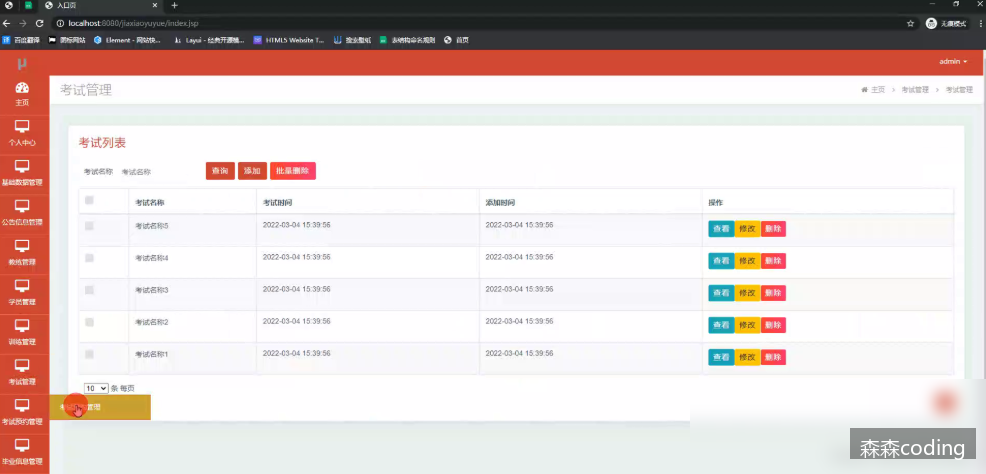 入口页
localhost:8080/jiaxiaoyuyue/index.jsp
无痕模式
百度翻译 图标网站 Element - 网站快... Layui - 经典开源模... HTML5 Website T... 搜索壁纸 表结构命名规则 首页
μ
admin
主页
个人中心
基础数据管理
公告信息管理
教练管理
学员管理
训练管理
考试管理
考试预约管理
毕业信息管理
考试管理
主页 > 考试管理 > 考试管理
考试列表
考试名称 考试名称 查询 添加 批量删除
考试名称 考试时间 添加时间 操作
考试名称5 2022-03-04 15:39:56 2022-03-04 15:39:56 查看 修改 删除
考试名称4 2022-03-04 15:39:56 2022-03-04 15:39:56 查看 修改 删除
考试名称3 2022-03-04 15:39:56 2022-03-04 15:39:56 查看 修改 删除
考试名称2 2022-03-04 15:39:56 2022-03-04 15:39:56 查看 修改 删除
考试名称1 2022-03-04 15:39:56 2022-03-04 15:39:56 查看 修改 删除
10 条 每页
管理
森森coding